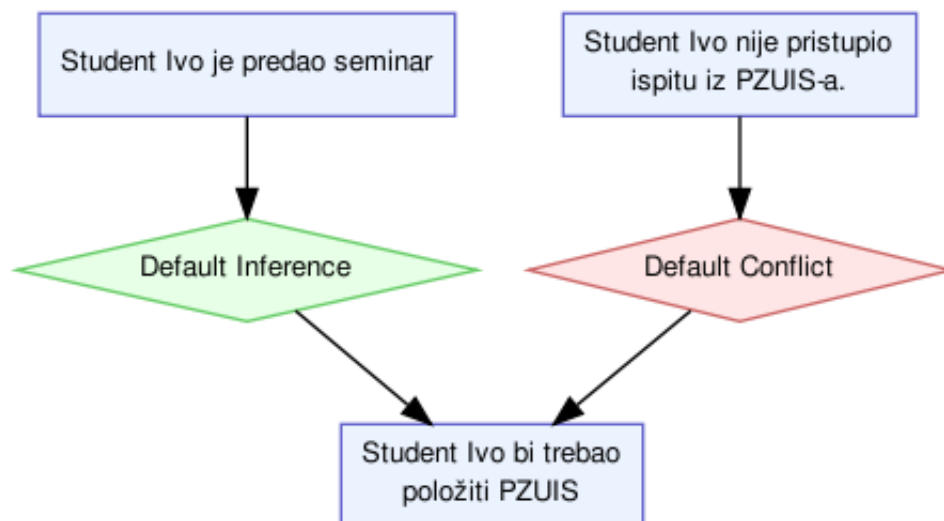 Student Ivo je predao seminar
Student Ivo nije pristupio
ispitu iz PZUIS-a.
Default Inference
Default Conflict
Student Ivo bi trebao
položiti PZUIS